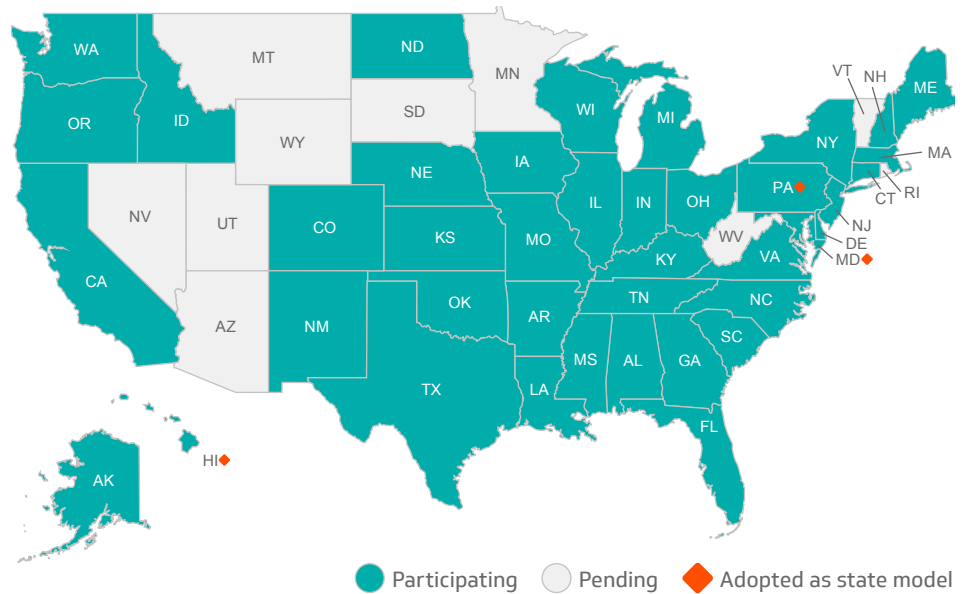 WA
MT
ND
MN
VT
NH
ME
OR
ID
SD
WI
MI
NY
WY
MA
NE
IA
PA
RI
CT
NV
UT
CO
IL
IN
OH
NJ
WV
DE
CA
KS
MO
KY
VA
MD
OK
TN
NC
AZ
NM
AR
SC
MS
AL
GA
TX
LA
FL
HI
AK
Participating
Pending
Adopted as state model